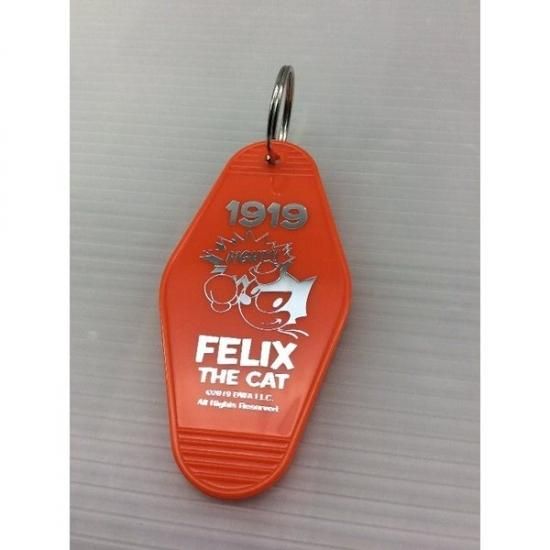 1919
FELIX
THE CAT
©2019 DWA LLC.
All Rights Reserved